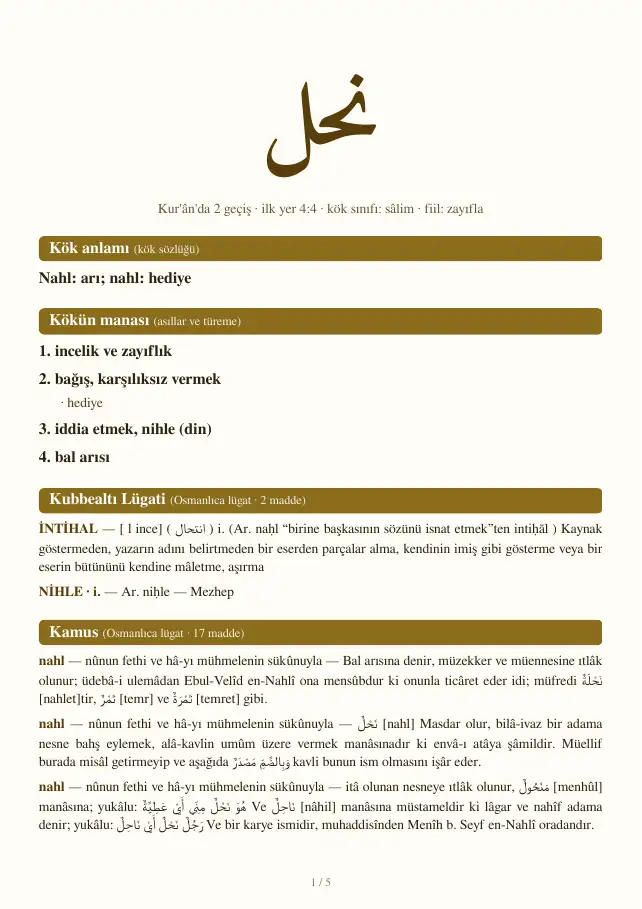 نحل
Kur'ân'da 2 geçiş · ilk yer 4:4 · kök sınıfı: sâlim · fiil: zayıfla
Kök anlamı (kök sözlüğü)
Nahl: arı; nahl: hediye
Kökün manası (asıllar ve türeme)
1. incelik ve zayıflık
2. bağış, karşılıksız vermek
· hediye
3. iddia etmek, nihle (din)
4. bal arısı
Kubbealtı Lügati (Osmanlıca lügat · 2 madde)
İNTİHAL — [ l ince] ( انتحال ) i. (Ar. naḥl “birine başkasının sözünü isnat etmek”ten intiḥāl ) Kaynak
göstermeden, yazarın adını belirtmeden bir eserden parçalar alma, kendinin imiş gibi gösterme veya bir
eserin bütününü kendine mâletme, aşırma
NİHLE · i. — Ar. niḥle — Mezhep
Kamus (Osmanlıca lügat · 17 madde)
nahl — nûnun fethi ve hâ-yı mühmelenin sükûnuyla — Bal arısına denir, müzekker ve müennesine ıtlâk
olunur; üdebâ-i ulemâdan Ebul-Velîd en-Nahlî ona mensûbdur ki onunla ticâret eder idi; müfredi نَحْلَةٌ
[nahlet]tir, تَمْرٌ [temr] ve تَمْرَةٌ [temret] gibi.
nahl — nûnun fethi ve hâ-yı mühmelenin sükûnuyla — نَحْلٌ [nahl] Masdar olur, bilâ-ivaz bir adama
nesne bahş eylemek, alâ-kavlin umûm üzere vermek manâsınadır ki envâ-ı atâya şâmildir. Müellif
burada misâl getirmeyip ve aşağıda وَبِالضَّمِّ مَصْدَرٌ kavli bunun ism olmasını işâr eder.
nahl — nûnun fethi ve hâ-yı mühmelenin sükûnuyla — itâ olunan nesneye ıtlâk olunur, مَنْحُولٌ [menhûl]
manâsına; yukâlu: هُوَ نَحْلٌ مِنِّي أَيْ عَطِيَّةٌ Ve نَاحِلٌ [nâhil] manâsına müstameldir ki lâgar ve nahîf adama
denir; yukâlu: رَجُلٌ نَحْلٌ أَيْ نَاحِلٌ Ve bir karye ismidir, muhaddisînden Menîh b. Seyf en-Nahlî oradandır.
1 / 5